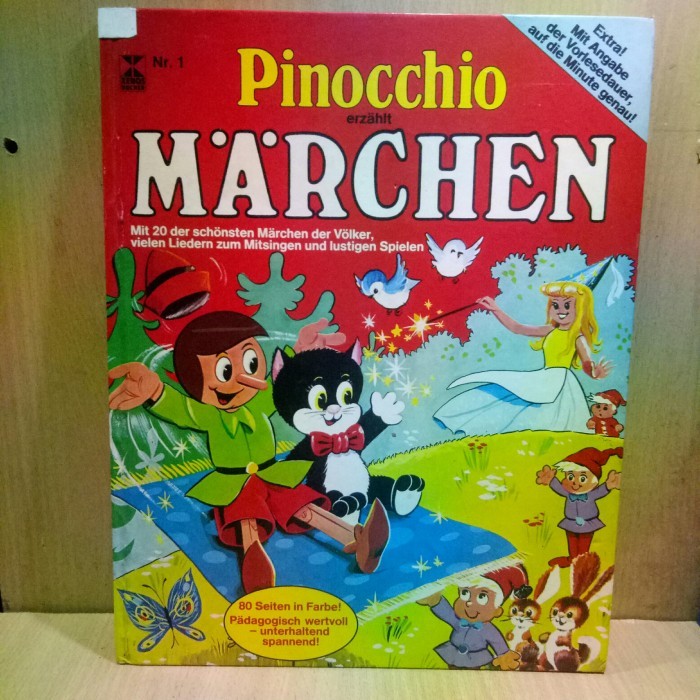 Nr. 1
Pinocchio
erzählt
MÄRCHEN
Mit 20 der schönsten Märchen der Völker,
vielen Liedern zum Mitsingen und lustigen Spielen
Extra!
Mit Angabe
der Vorlesedauer,
auf die Minute genau!
80 Seiten in Farbe!
Pädagogisch wertvoll
– unterhaltend
spannend!